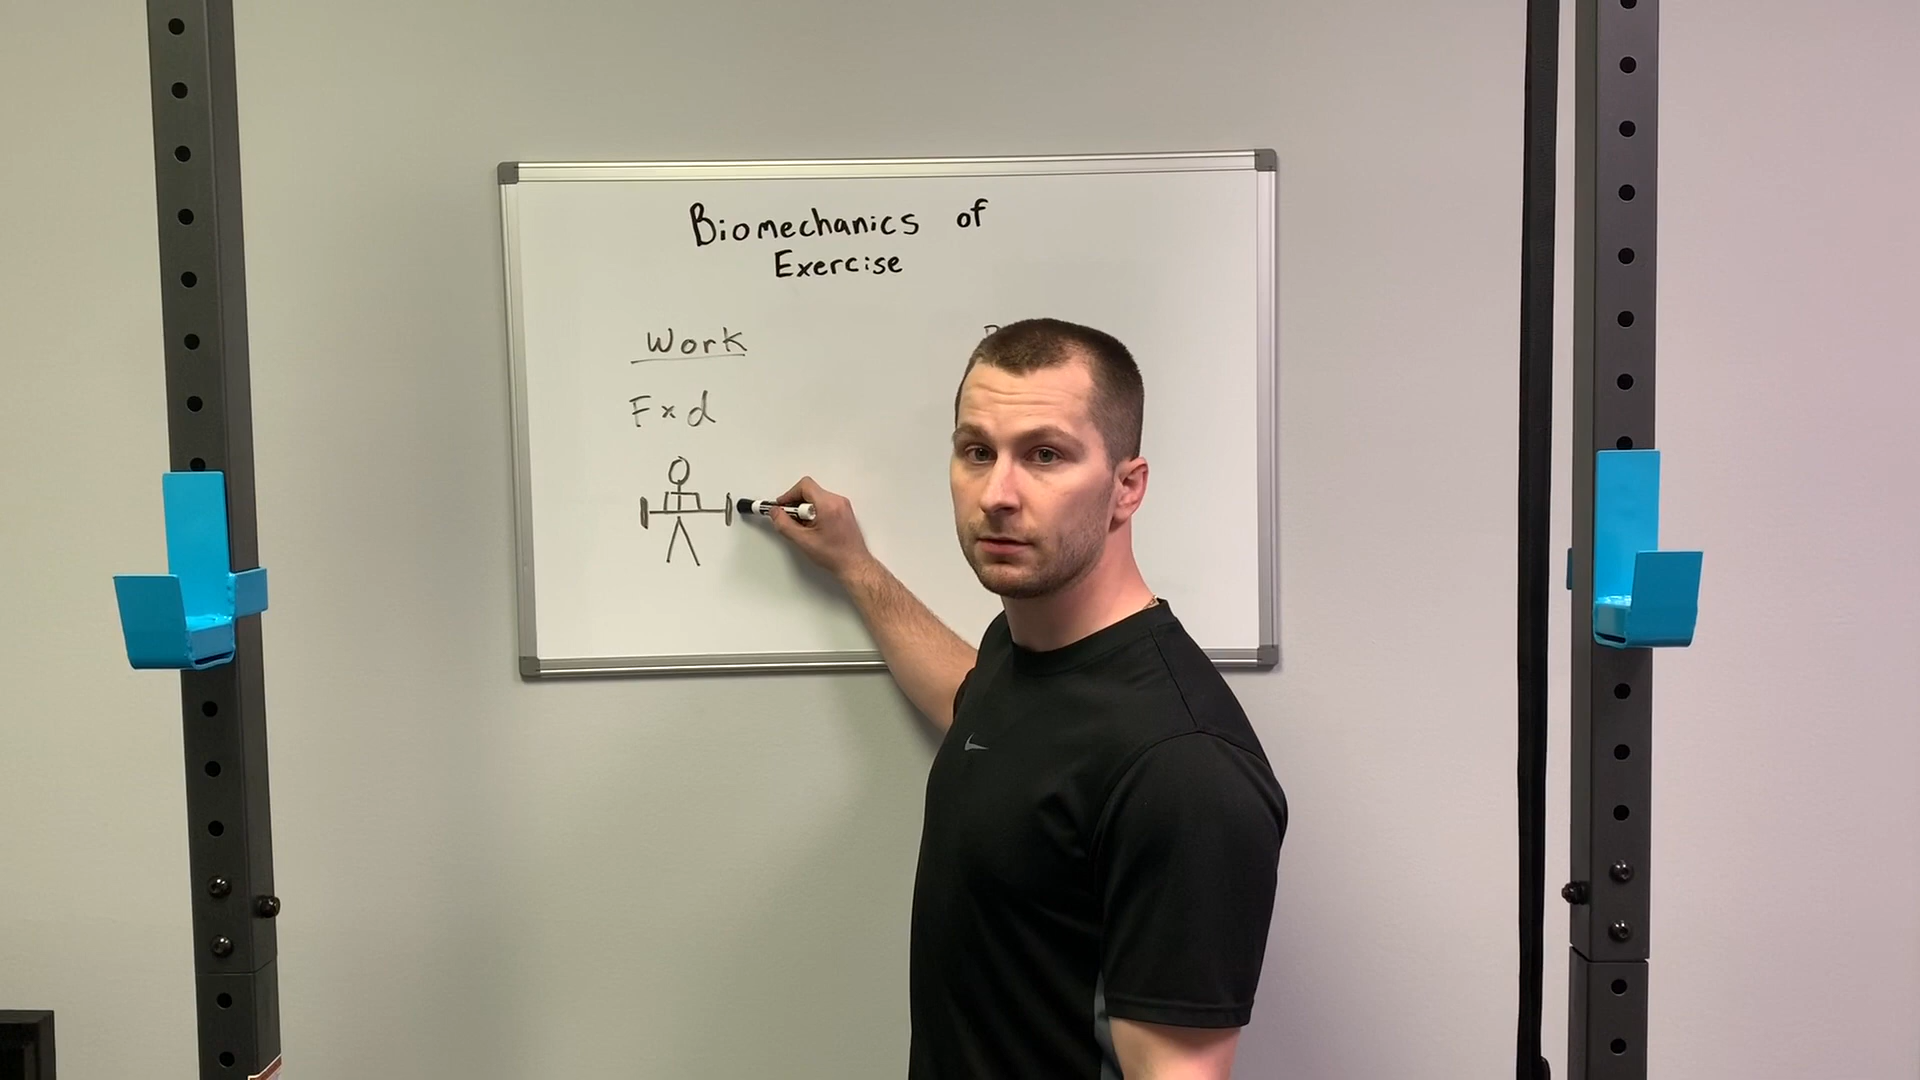 Biomechanics of
Exercise
Work
F x d